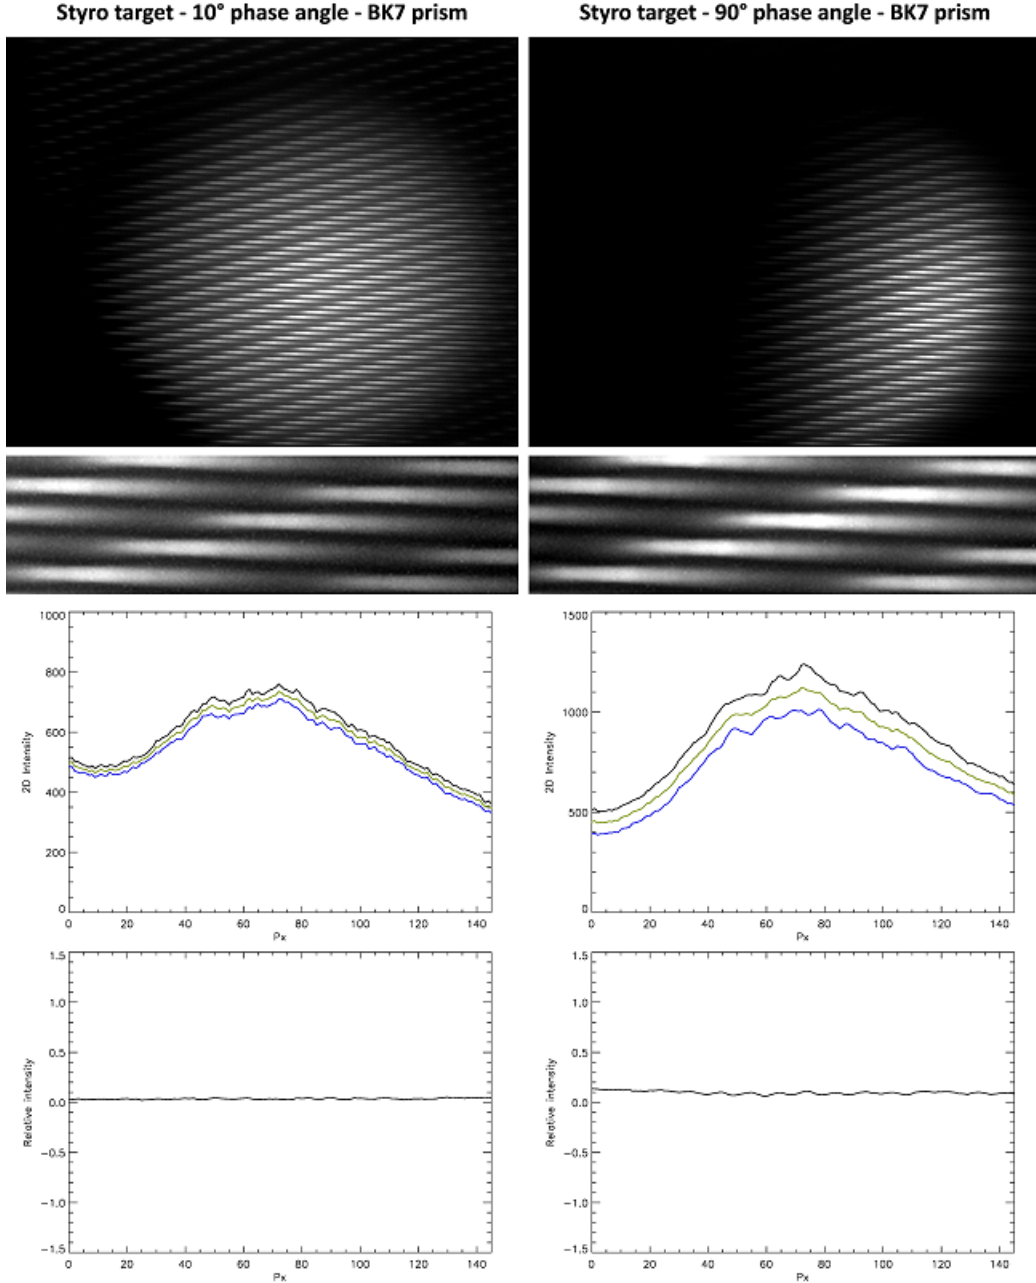 Styro target - 10° phase angle - BK7 prism
Styro target - 90° phase angle - BK7 prism
1000
800
600
400
200
0
2D Intensity
0 20 40 60 80 100 120 140
Px
1500
1000
500
0
2D Intensity
0 20 40 60 80 100 120 140
Px
1.5
1.0
0.5
0.0
−0.5
−1.0
−1.5
Relative intensity
0 20 40 60 80 100 120 140
Px
1.5
1.0
0.5
0.0
−0.5
−1.0
−1.5
Relative intensity
0 20 40 60 80 100 120 140
Px